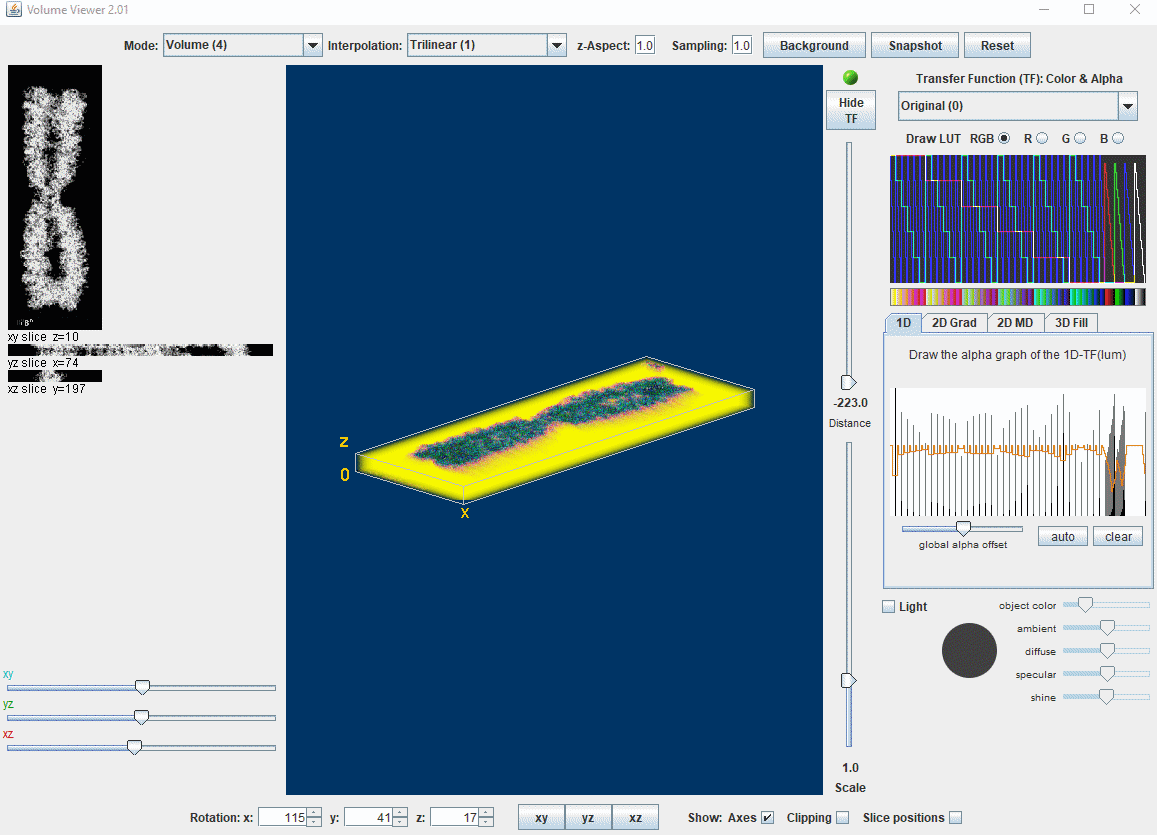 Volume Viewer 2.01
Mode: Volume (4) Interpolation: Trilinear (1) z-Aspect: 1.0 Sampling: 1.0 Background Snapshot Reset
xy slice z=10
yz slice x=74
xz slice y=197
xy
yz
xz
z
0
x
Hide
TF
-223.0
Distance
1.0
Scale
Transfer Function (TF): Color & Alpha
Original (0)
Draw LUT RGB R G B
1D 2D Grad 2D MD 3D Fill
Draw the alpha graph of the 1D-TF(lum)
global alpha offset
auto clear
Light
object color
ambient
diffuse
specular
shine
Rotation: x: 115 y: 41 z: 17 xy yz xz Show: Axes Clipping Slice positions